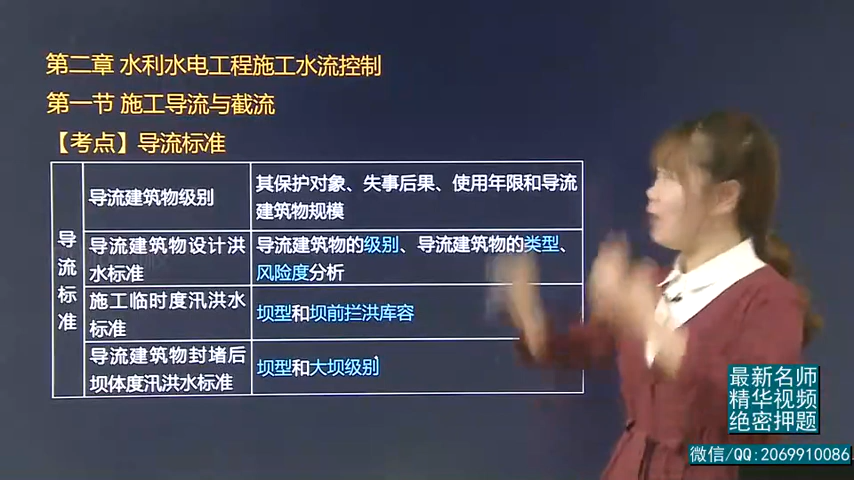 第二章 水利水电工程施工水流控制
第一节 施工导流与截流
【考点】导流标准
导流标准
导流建筑物级别
其保护对象、失事后果、使用年限和导流
建筑物规模
导流建筑物设计洪
水标准
导流建筑物的级别、导流建筑物的类型、
风险度分析
施工临时度汛洪水
标准
坝型和坝前拦洪库容
导流建筑物封堵后
坝体度汛洪水标准
坝型和大坝级别
最新名师
精华视频
绝密押题
微信/QQ:2069910086